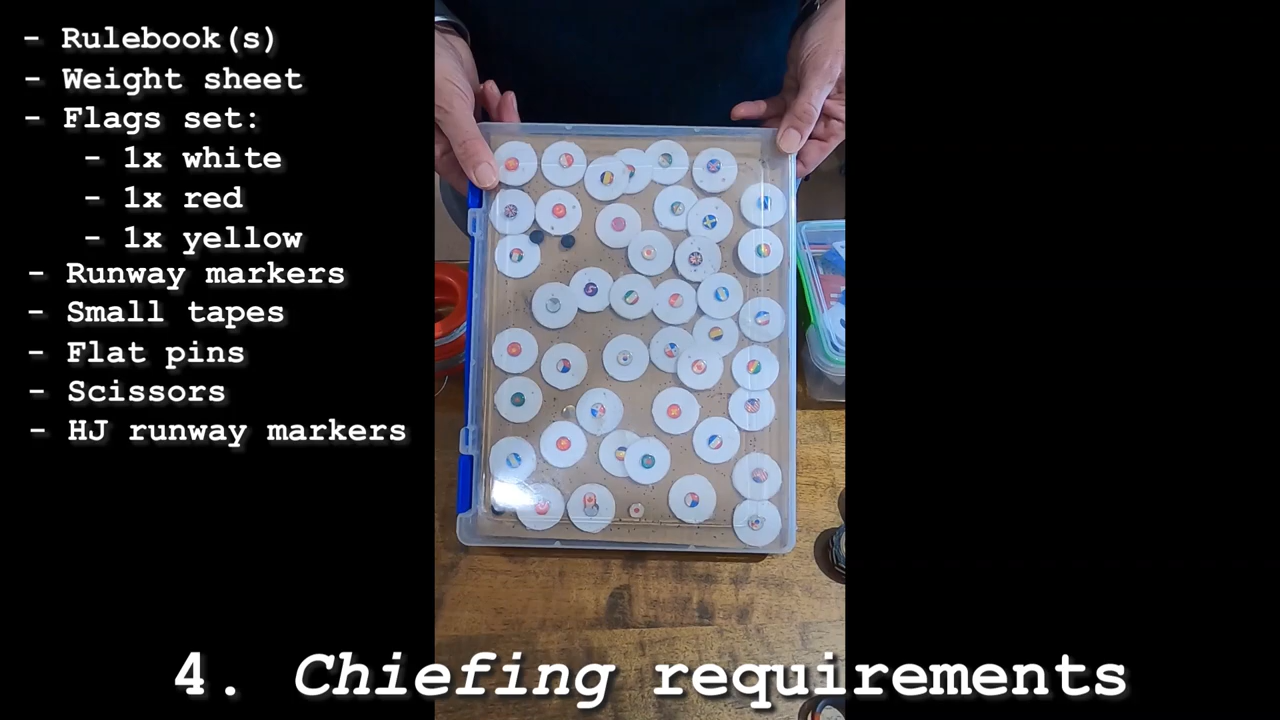 - Rulebook(s)
- Weight sheet
- Flags set:
- 1x white
- 1x red
- 1x yellow
- Runway markers
- Small tapes
- Flat pins
- Scissors
- HJ runway markers
4. Chiefing requirements